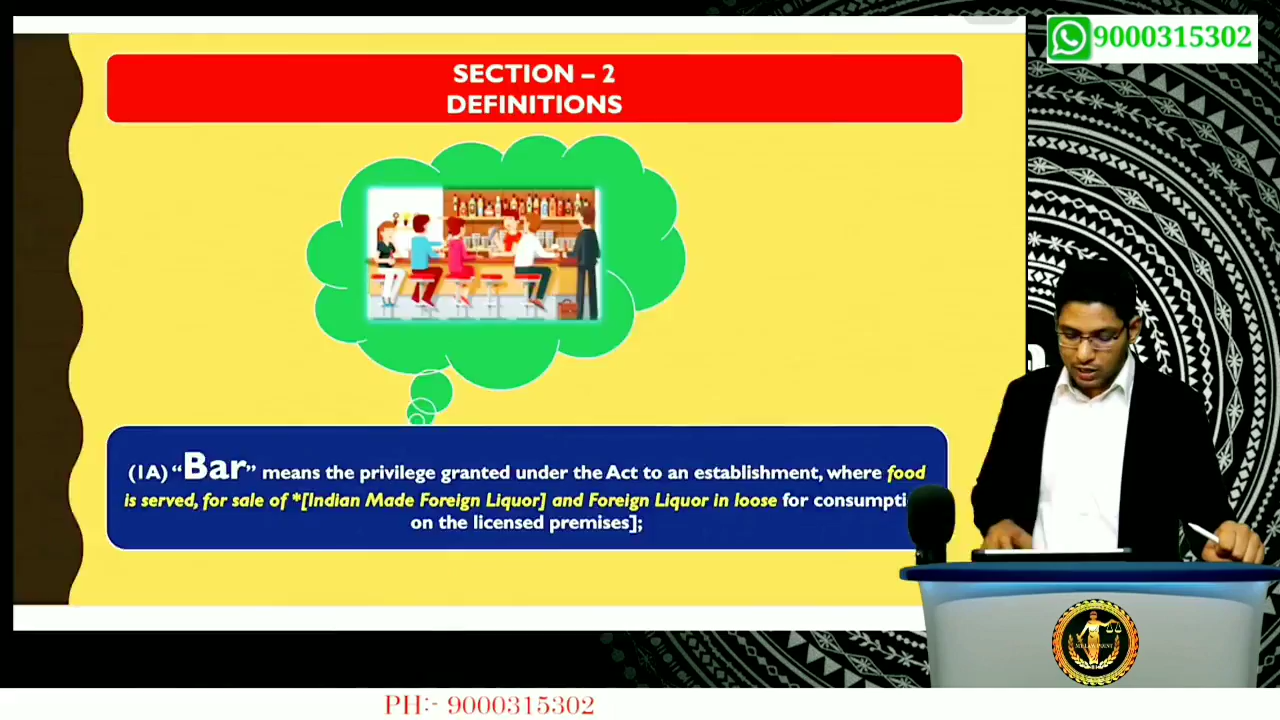 9000315302
SECTION – 2
DEFINITIONS
(1A) “Bar” means the privilege granted under the Act to an establishment, where food
is served, for sale of *[Indian Made Foreign Liquor] and Foreign Liquor in loose for
on the licensed premises];
PH:- 9000315302